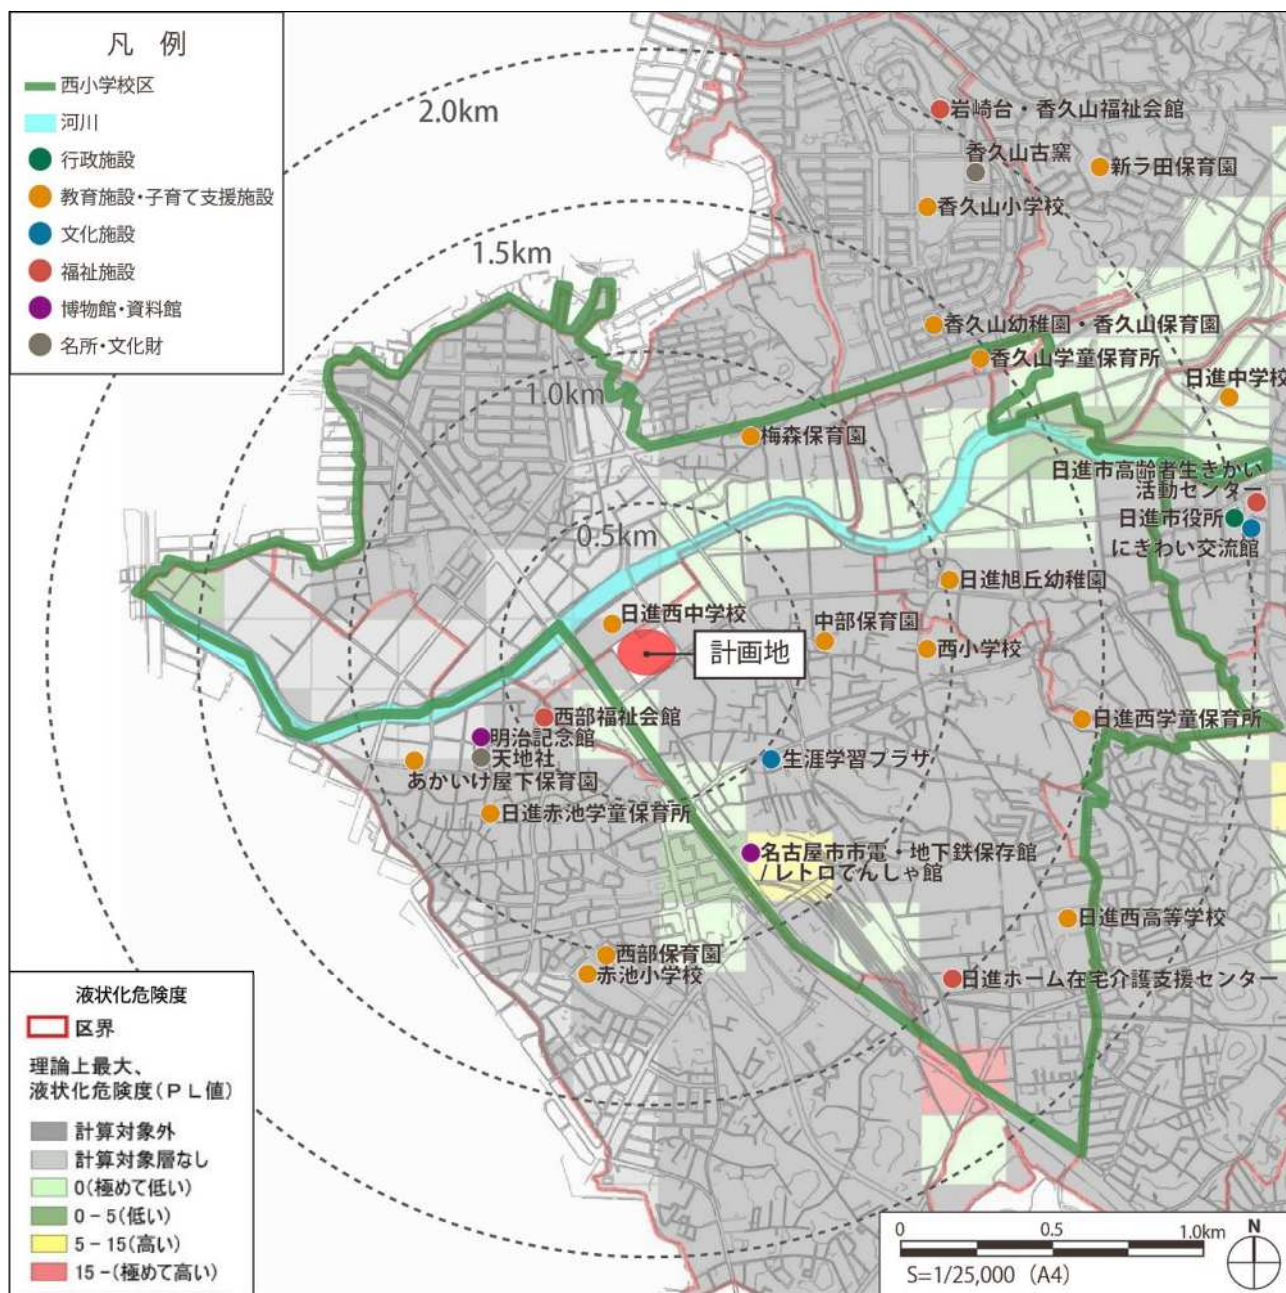 凡 例
西小学校区
河川
行政施設
教育施設・子育て支援施設
文化施設
福祉施設
博物館・資料館
名所・文化財
2.0km
1.5km
1.0km
0.5km
岩崎台・香久山福祉会館
香久山古窯
新ラ田保育園
香久山小学校
香久山幼稚園・香久山保育園
香久山学童保育所
日進中学校
梅森保育園
日進市高齢者生きかい
活動センター
日進市役所
にきわい交流館
日進旭丘幼稚園
日進西中学校
中部保育園
西小学校
計画地
西部福祉会館
日進西学童保育所
明治記念館
天地社
生涯学習プラザ
あかいけ屋下保育園
日進赤池学童保育所
名古屋市市電・地下鉄保存館
/レトロでんしゃ館
日進西高等学校
西部保育園
赤池小学校
日進ホーム在宅介護支援センター
液状化危険度
区界
理論上最大、
液状化危険度(PL値)
計算対象外
計算対象層なし
0(極めて低い)
0-5(低い)
5-15(高い)
15-(極めて高い)
0 0.5 1.0km
S=1/25,000 (A4)
N